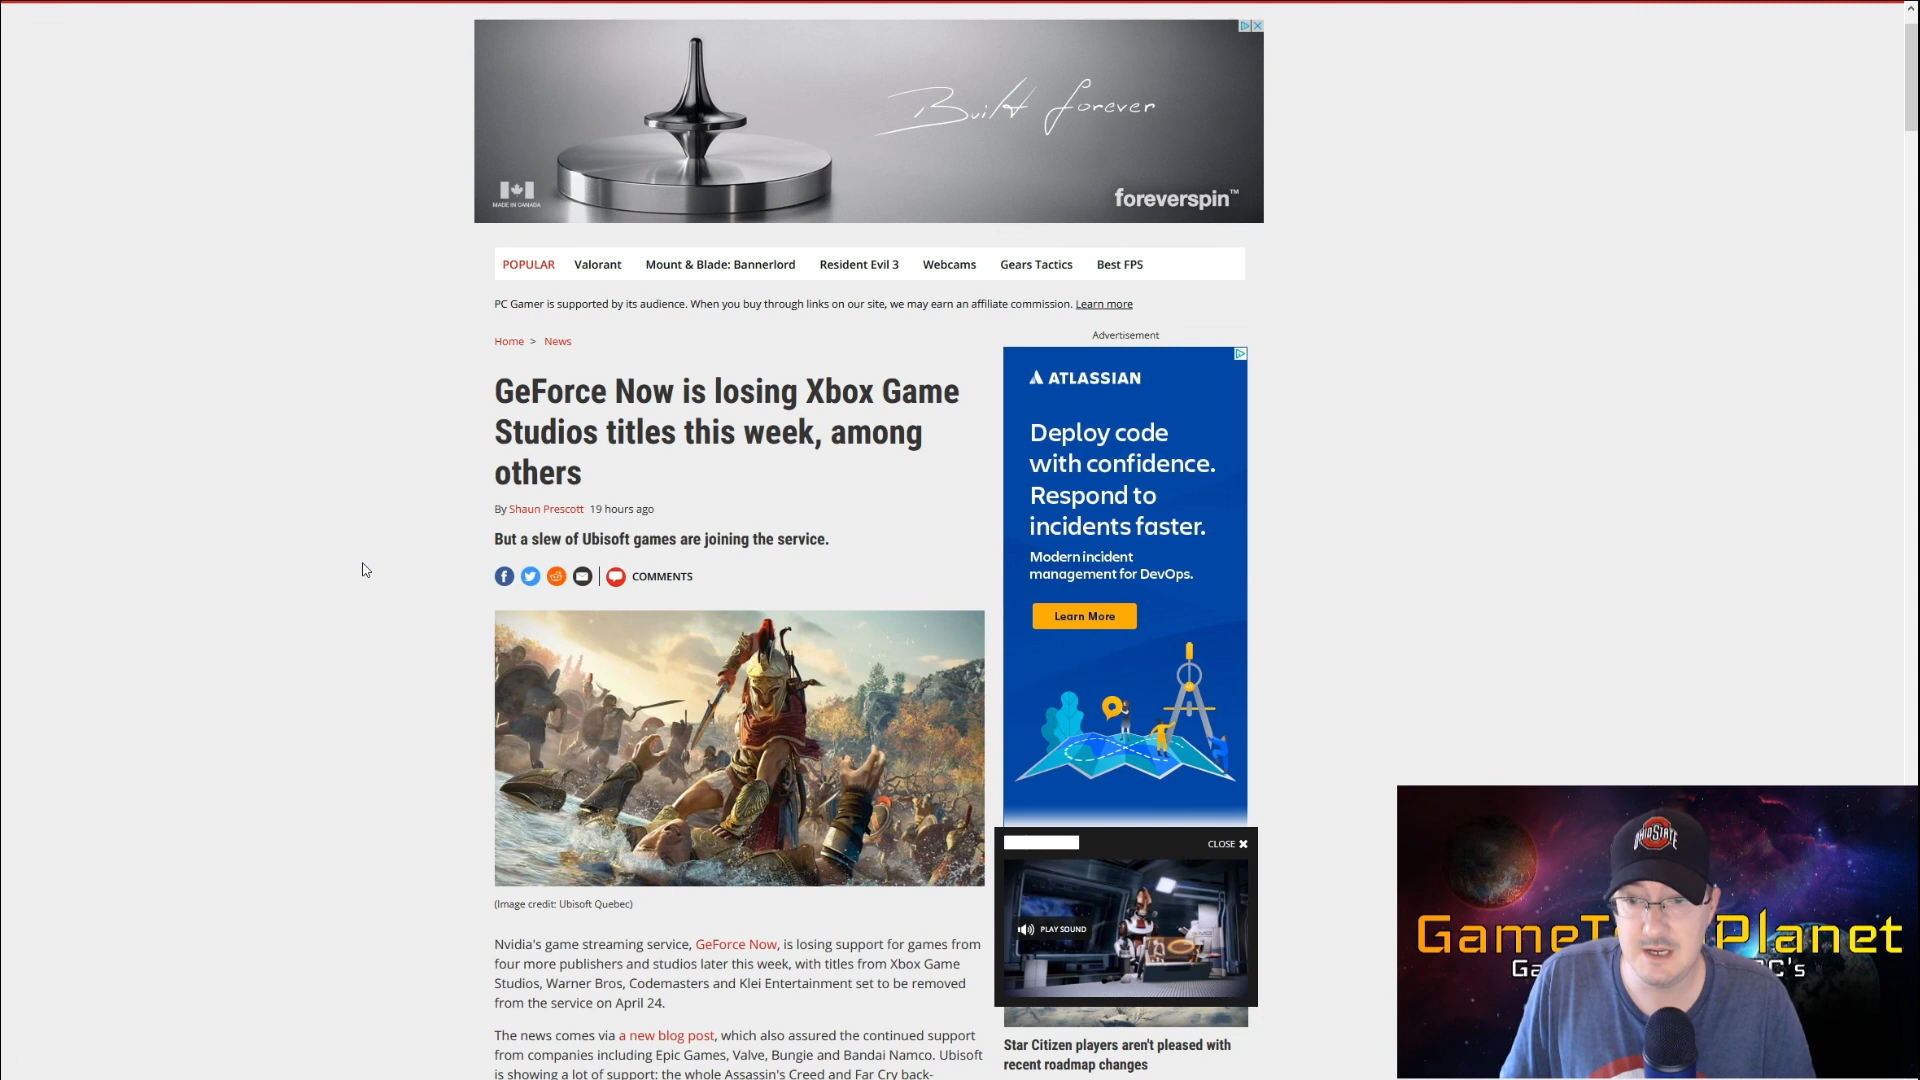 Built forever
MADE IN CANADA
foreverspin™
POPULAR Valorant Mount & Blade: Bannerlord Resident Evil 3 Webcams Gears Tactics Best FPS
PC Gamer is supported by its audience. When you buy through links on our site, we may earn an affiliate commission. Learn more
Home > News
GeForce Now is losing Xbox Game
Studios titles this week, among
others
By Shaun Prescott 19 hours ago
But a slew of Ubisoft games are joining the service.
COMMENTS
(Image credit: Ubisoft Quebec)
Nvidia's game streaming service, GeForce Now, is losing support for games from
four more publishers and studios later this week, with titles from Xbox Game
Studios, Warner Bros, Codemasters and Klei Entertainment set to be removed
from the service on April 24.
The news comes via a new blog post, which also assured the continued support
from companies including Epic Games, Valve, Bungie and Bandai Namco. Ubisoft
is showing a lot of support: the whole Assassin's Creed and Far Cry back-
Advertisement
ATLASSIAN
Deploy code
with confidence.
Respond to
incidents faster.
Modern incident
management for DevOps.
Learn More
CLOSE
PLAY SOUND
Star Citizen players aren't pleased with
recent roadmap changes
OHIO STATE
GameT Planet
Ga C's